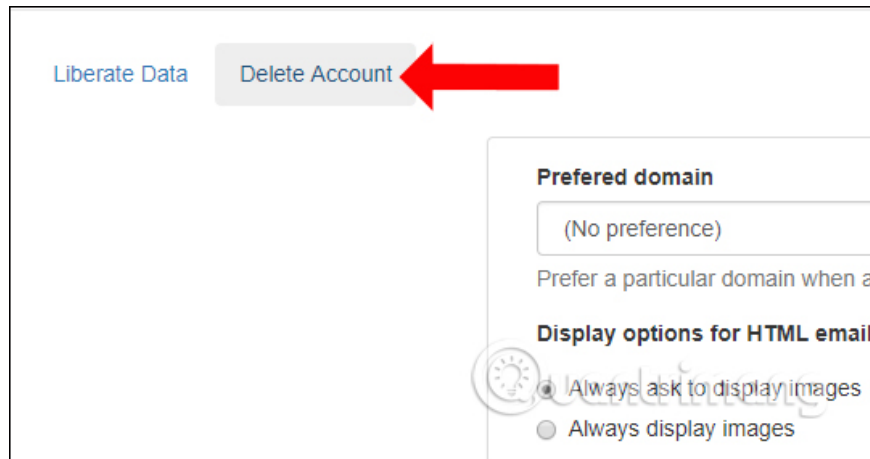 Liberate Data Delete Account
Prefered domain
(No preference)
Prefer a particular domain when a
Display options for HTML email
Quantrimang
Always ask to display images
Always display images